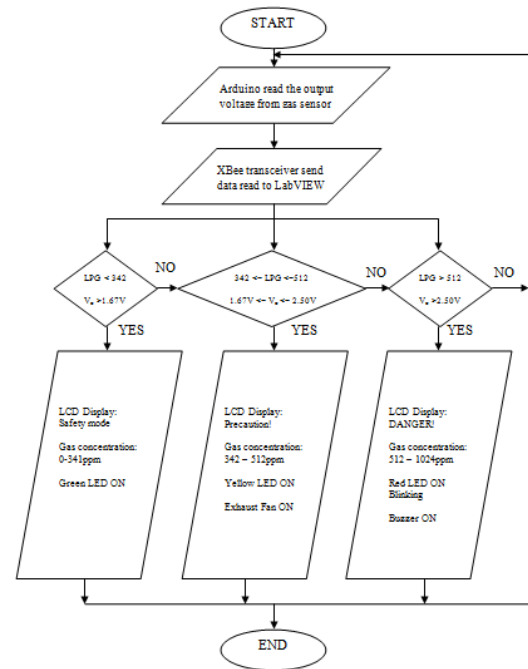 START
Arduino read the output
voltage from gas sensor
XBee transceiver send
data read to LabVIEW
LPG < 342
Vo >1.67V
NO
342 <= LPG <=512
1.67V <= Vo <= 2.50V
NO
LPG > 512
Vo >2.50V
NO
YES
YES
YES
LCD Display:
Safety mode
Gas concentration:
0-341ppm
Green LED ON
LCD Display:
Precaution!
Gas concentration:
342 – 512ppm
Yellow LED ON
Exhaust Fan ON
LCD Display:
DANGER!
Gas concentration:
512 – 1024ppm
Red LED ON
Blinking
Buzzer ON
END